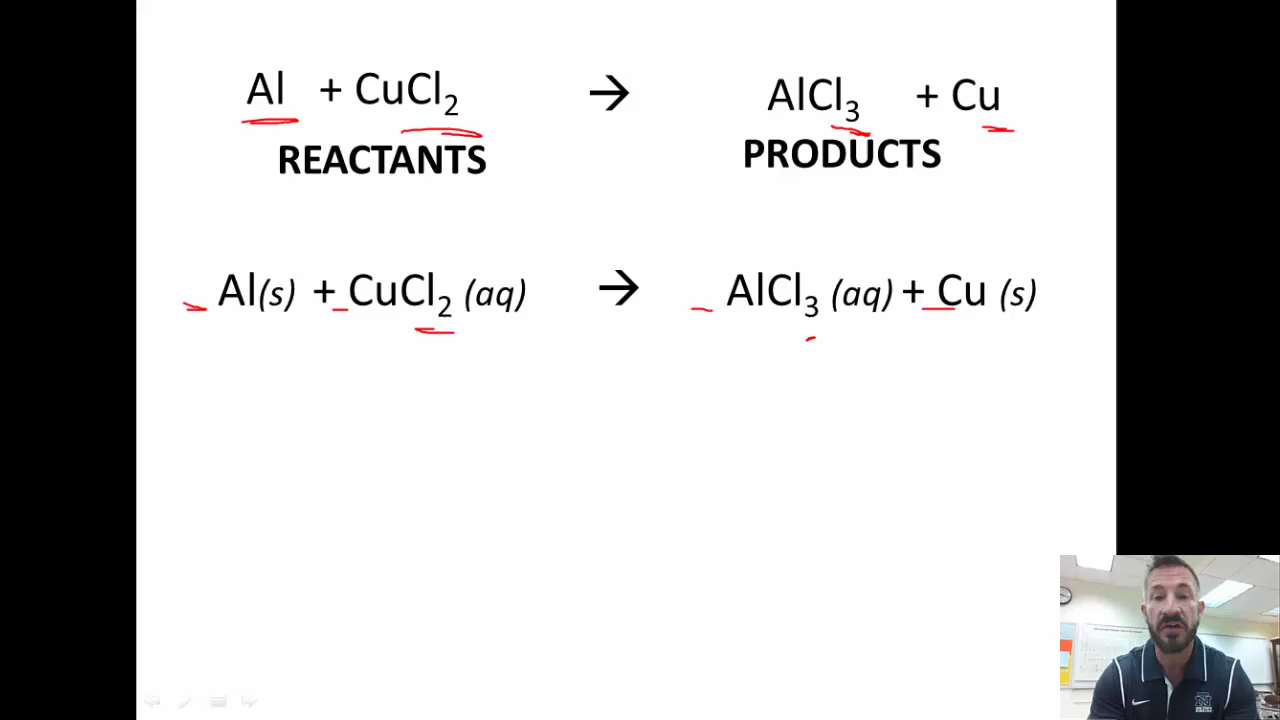 Al + CuCl₂ → AlCl₃ + Cu
REACTANTS PRODUCTS
Al(s) + CuCl₂ (aq) → AlCl₃ (aq) + Cu (s)